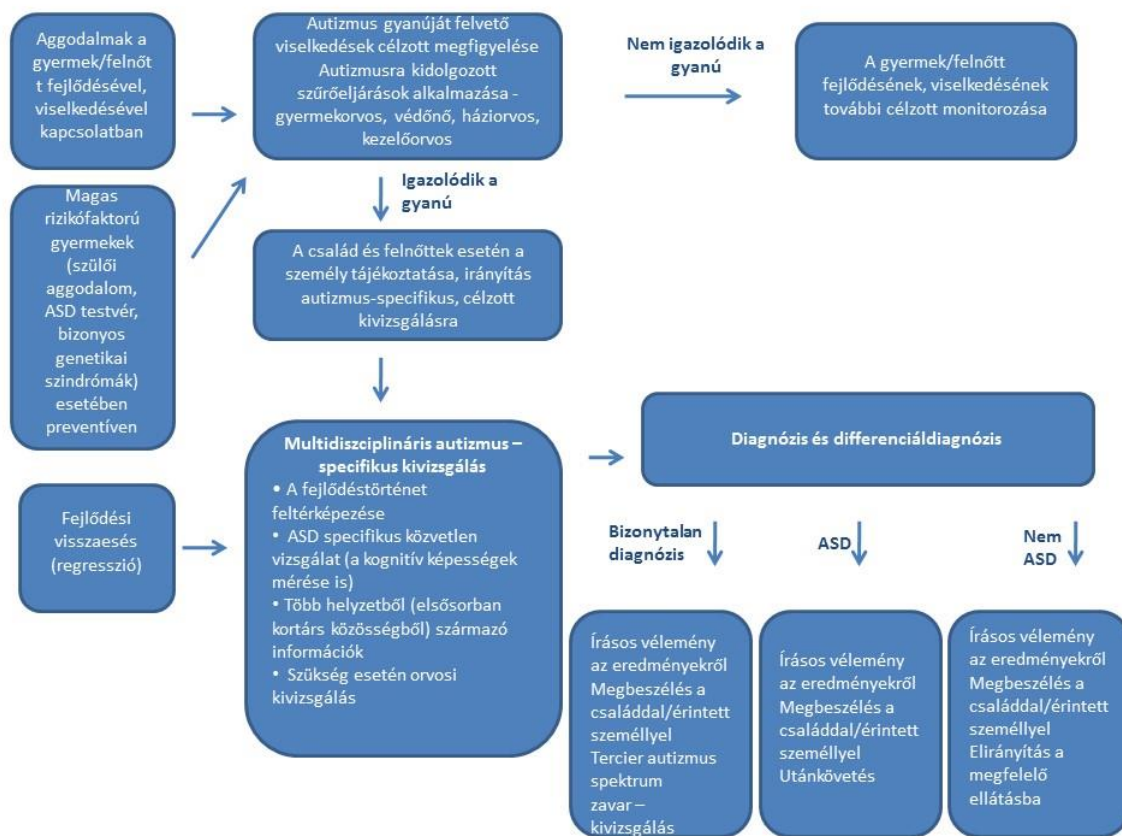 Aggodalmak a
gyermek/felnőt
t fejlődésével,
viselkedésével
kapcsolatban
Autizmus gyanúját felvető
viselkedések célzott megfigyelése
Autizmusra kidolgozott
szűrőeljárások alkalmazása -
gyermekorvos, védőnő, háziorvos,
kezelőorvos
Nem igazolódik a
gyanú
A gyermek/felnőtt
fejlődésének, viselkedésének
további célzott monitorozása
Magas
rizikófaktorú
gyermekek
(szülői
aggodalom,
ASD testvér,
bizonyos
genetikai
szindrómák)
esetében
preventíven
Igazolódik a
gyanú
A család és felnőttek esetén a
személy tájékoztatása, irányítás
autizmus-specifikus, célzott
kivizsgálásra
Fejlődési
visszaesés
(regresszió)
Multidiszciplináris autizmus –
specifikus kivizsgálás
• A fejlődéstörténet
feltérképezése
• ASD specifikus közvetlen
vizsgálat (a kognitív képességek
mérése is)
• Több helyzetből (elsősorban
kortárs közösségből) származó
információk
• Szükség esetén orvosi
kivizsgálás
Diagnózis és differenciáldiagnózis
Bizonytalan
diagnózis
ASD
Nem
ASD
Írásos vélemény
az eredményekről
Megbeszélés a
családdal/érintett
személlyel
Tercier autizmus
spektrum
zavar –
kivizsgálás
Írásos vélemény
az eredményekről
Megbeszélés a
családdal/érintett
személlyel
Utánkövetés
Írásos vélemény
az eredményekről
Megbeszélés a
családdal/érintett
személlyel
Elirányítás a
megfelelő
ellátásba